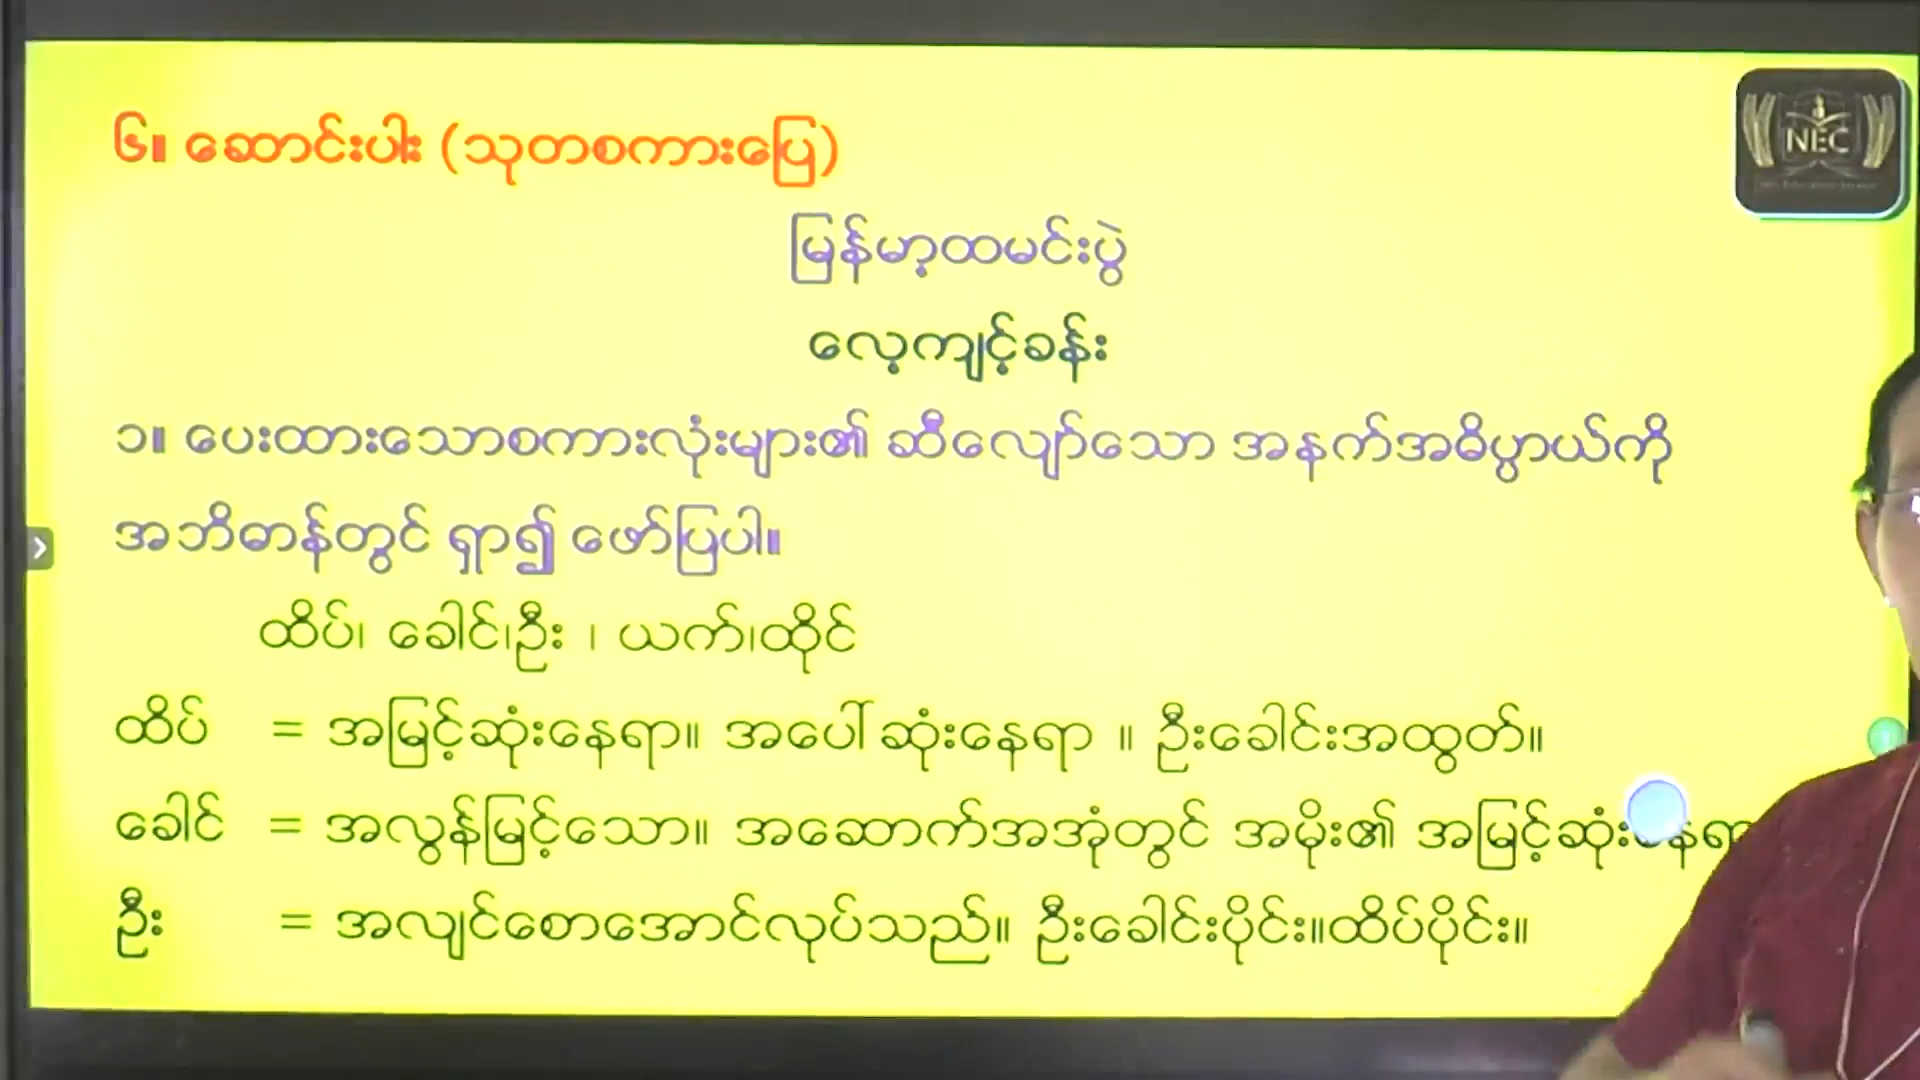 ၆။ ဆောင်းပါး (သုတစကားပြေ)
NEC
မြန်မာ့ထမင်းပွဲ
လေ့ကျင့်ခန်း
၁။ ပေးထားသောစကားလုံးများ၏ ဆီလျော်သော အနက်အဓိပ္ပာယ်ကို
အဘိဓာန်တွင် ရှာ၍ ဖော်ပြပါ။
ထိပ်၊ ခေါင်၊ဦး ၊ ယက်၊ထိုင်
ထိပ် = အမြင့်ဆုံးနေရာ။ အပေါ်ဆုံးနေရာ ။ ဦးခေါင်းအထွတ်။
ခေါင် = အလွန်မြင့်သော။ အဆောက်အအုံတွင် အမိုး၏ အမြင့်ဆုံးနေရာ
ဦး = အလျင်စောအောင်လုပ်သည်။ ဦးခေါင်းပိုင်း။ထိပ်ပိုင်း။